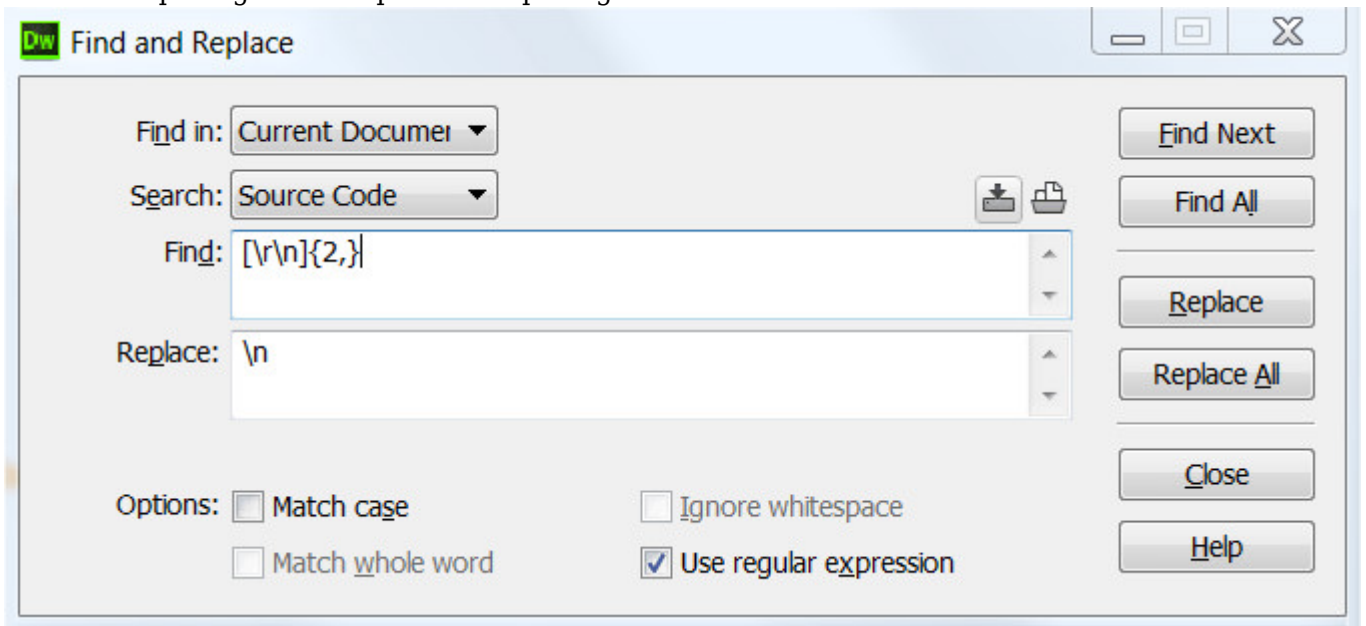 Dw Find and Replace
Find in: Current Documer Find Next
Search: Source Code Find All
Find: [\r\n]{2,}
Replace: \n Replace
Replace All
Close
Options: Match case Ignore whitespace
Match whole word Use regular expression Help